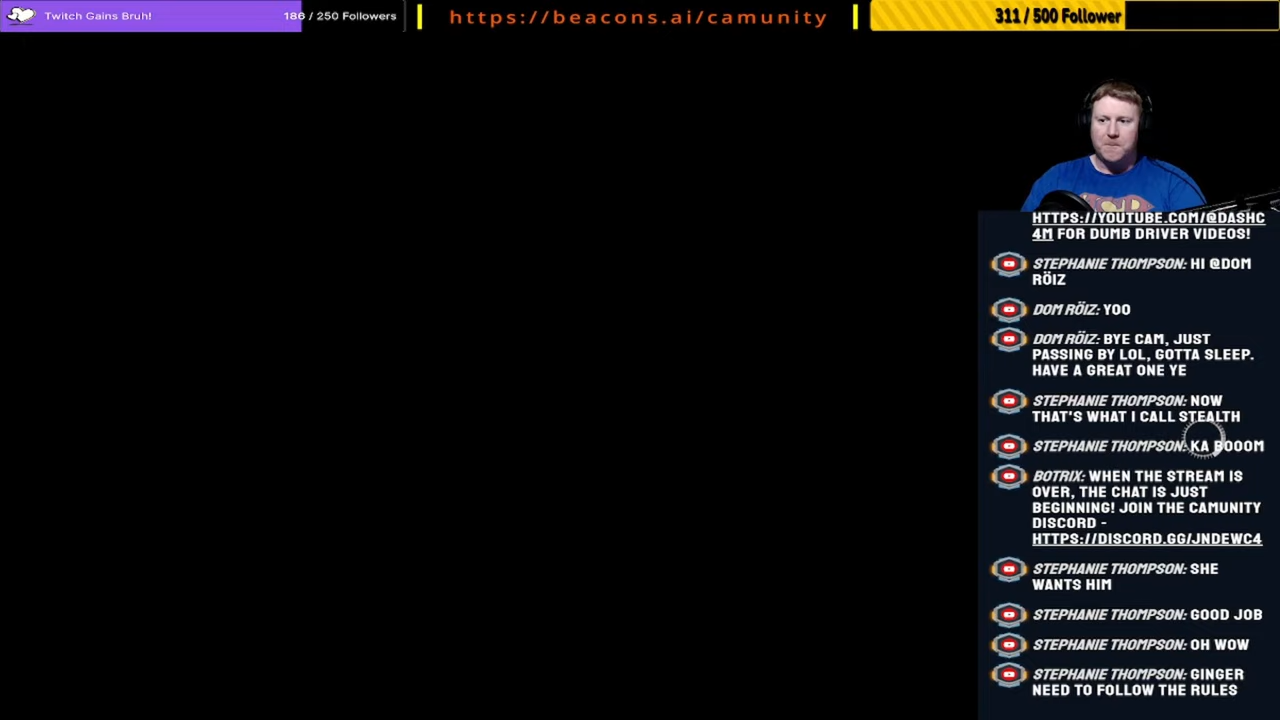 Twitch Gains Bruh! 186 / 250 Followers
https://beacons.ai/camunity
311 / 500 Follower
HTTPS://YOUTUBE.COM/@DASHC
4M FOR DUMB DRIVER VIDEOS!
STEPHANIE THOMPSON: HI @DOM
RÖIZ
DOM RÖIZ: YOO
DOM RÖIZ: BYE CAM, JUST
PASSING BY LOL, GOTTA SLEEP.
HAVE A GREAT ONE YE
STEPHANIE THOMPSON: NOW
THAT'S WHAT I CALL STEALTH
STEPHANIE THOMPSON: KA BOOOM
BOTRIX: WHEN THE STREAM IS
OVER, THE CHAT IS JUST
BEGINNING! JOIN THE CAMUNITY
DISCORD -
HTTPS://DISCORD.GG/JNDEWC4
STEPHANIE THOMPSON: SHE
WANTS HIM
STEPHANIE THOMPSON: GOOD JOB
STEPHANIE THOMPSON: OH WOW
STEPHANIE THOMPSON: GINGER
NEED TO FOLLOW THE RULES